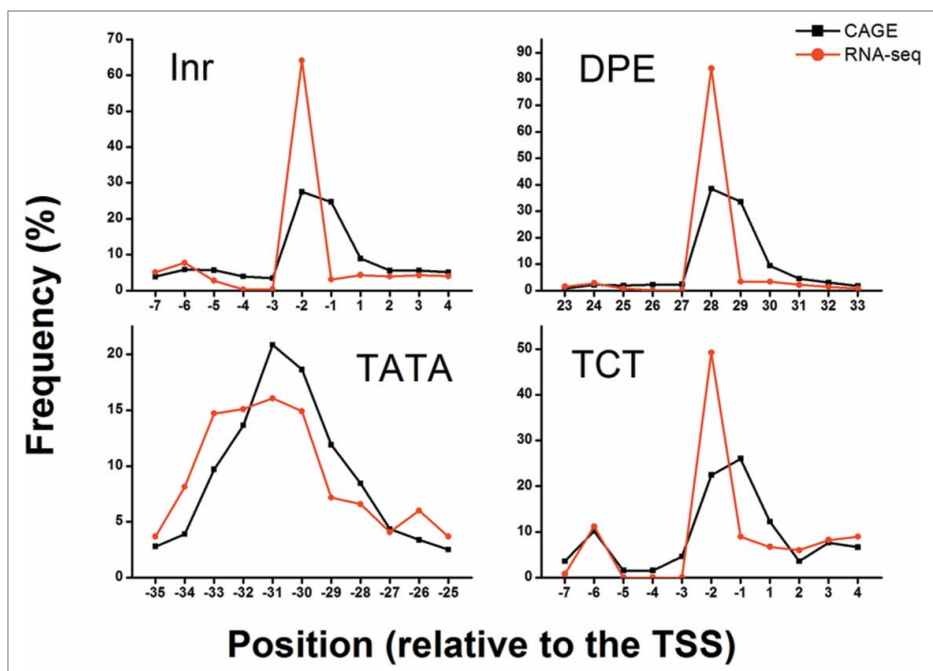 CAGE
RNA-seq
Frequency (%)
Inr
70
60
50
40
30
20
10
0
-7 -6 -5 -4 -3 -2 -1 1 2 3 4
DPE
90
80
70
60
50
40
30
20
10
0
23 24 25 26 27 28 29 30 31 32 33
TATA
20
15
10
5
0
-35 -34 -33 -32 -31 -30 -29 -28 -27 -26 -25
TCT
50
40
30
20
10
0
-7 -6 -5 -4 -3 -2 -1 1 2 3 4
Position (relative to the TSS)